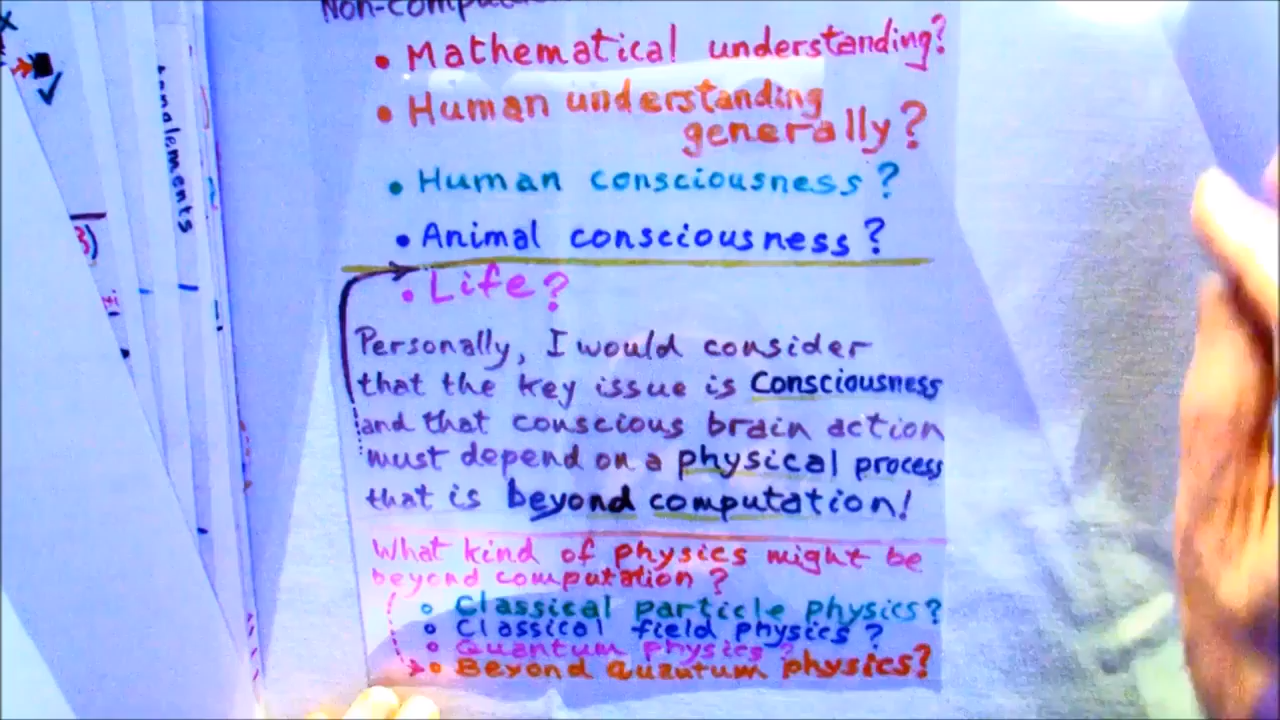 • Mathematical understanding?
• Human understanding
generally?
• Human consciousness?
• Animal consciousness?
• Life?
Personally, I would consider
that the key issue is Consciousness
and that conscious brain action
must depend on a physical process
that is beyond computation!
What kind of physics might be
beyond computation?
Classical particle physics?
Classical field physics?
Quantum physics?
Beyond quantum physics?